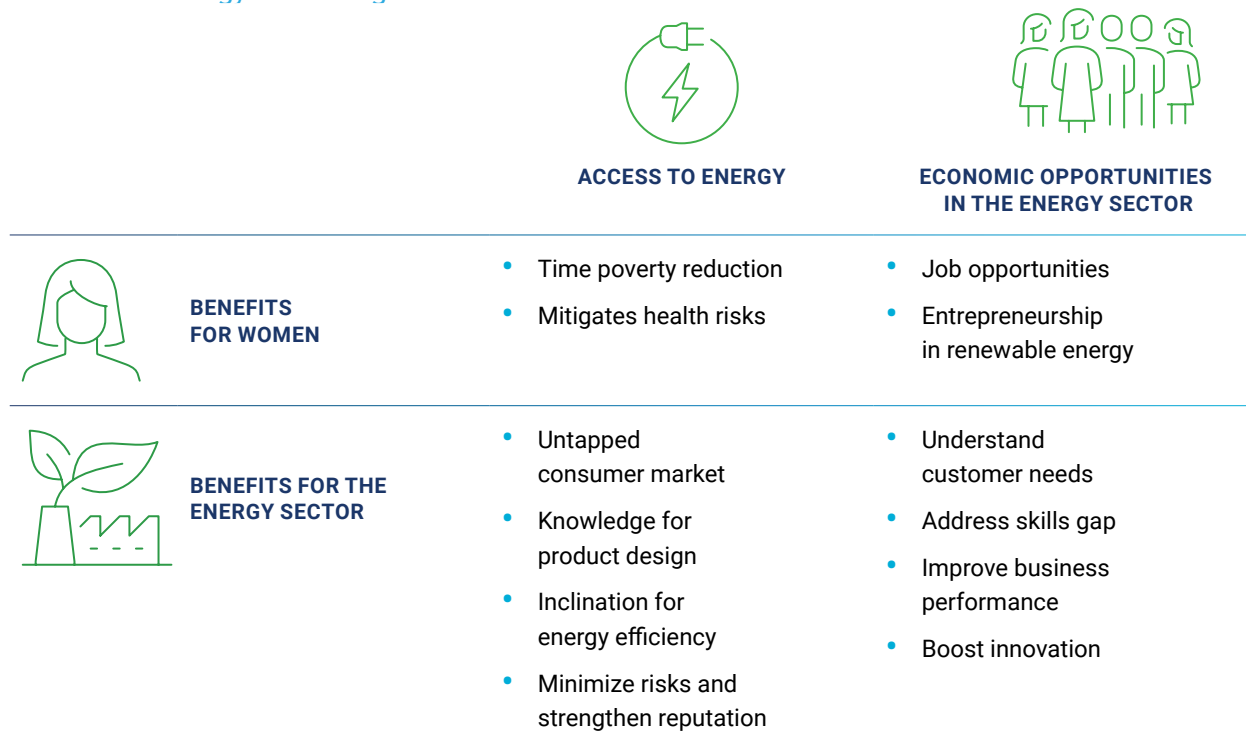 ACCESS TO ENERGY
ECONOMIC OPPORTUNITIES
IN THE ENERGY SECTOR
BENEFITS
FOR WOMEN
• Time poverty reduction
• Mitigates health risks
• Job opportunities
• Entrepreneurship
in renewable energy
BENEFITS FOR THE
ENERGY SECTOR
• Untapped
consumer market
• Knowledge for
product design
• Inclination for
energy efficiency
• Minimize risks and
strengthen reputation
• Understand
customer needs
• Address skills gap
• Improve business
performance
• Boost innovation